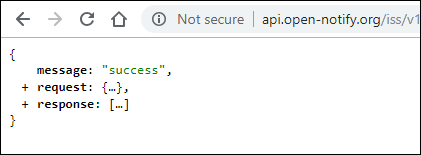 Not secure | api.open-notify.org/iss/v1
{
message: "success",
+ request: {…},
+ response: […]
}